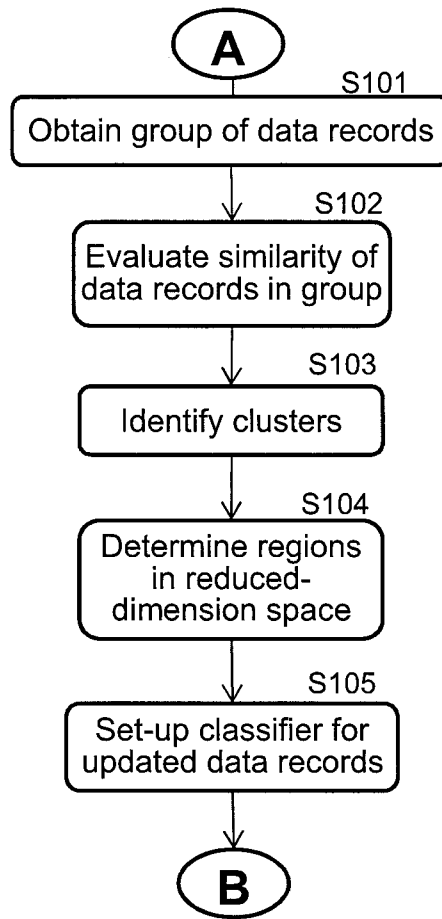 A
S101
Obtain group of data records
S102
Evaluate similarity of
data records in group
S103
Identify clusters
S104
Determine regions
in reduced-
dimension space
S105
Set-up classifier for
updated data records
B